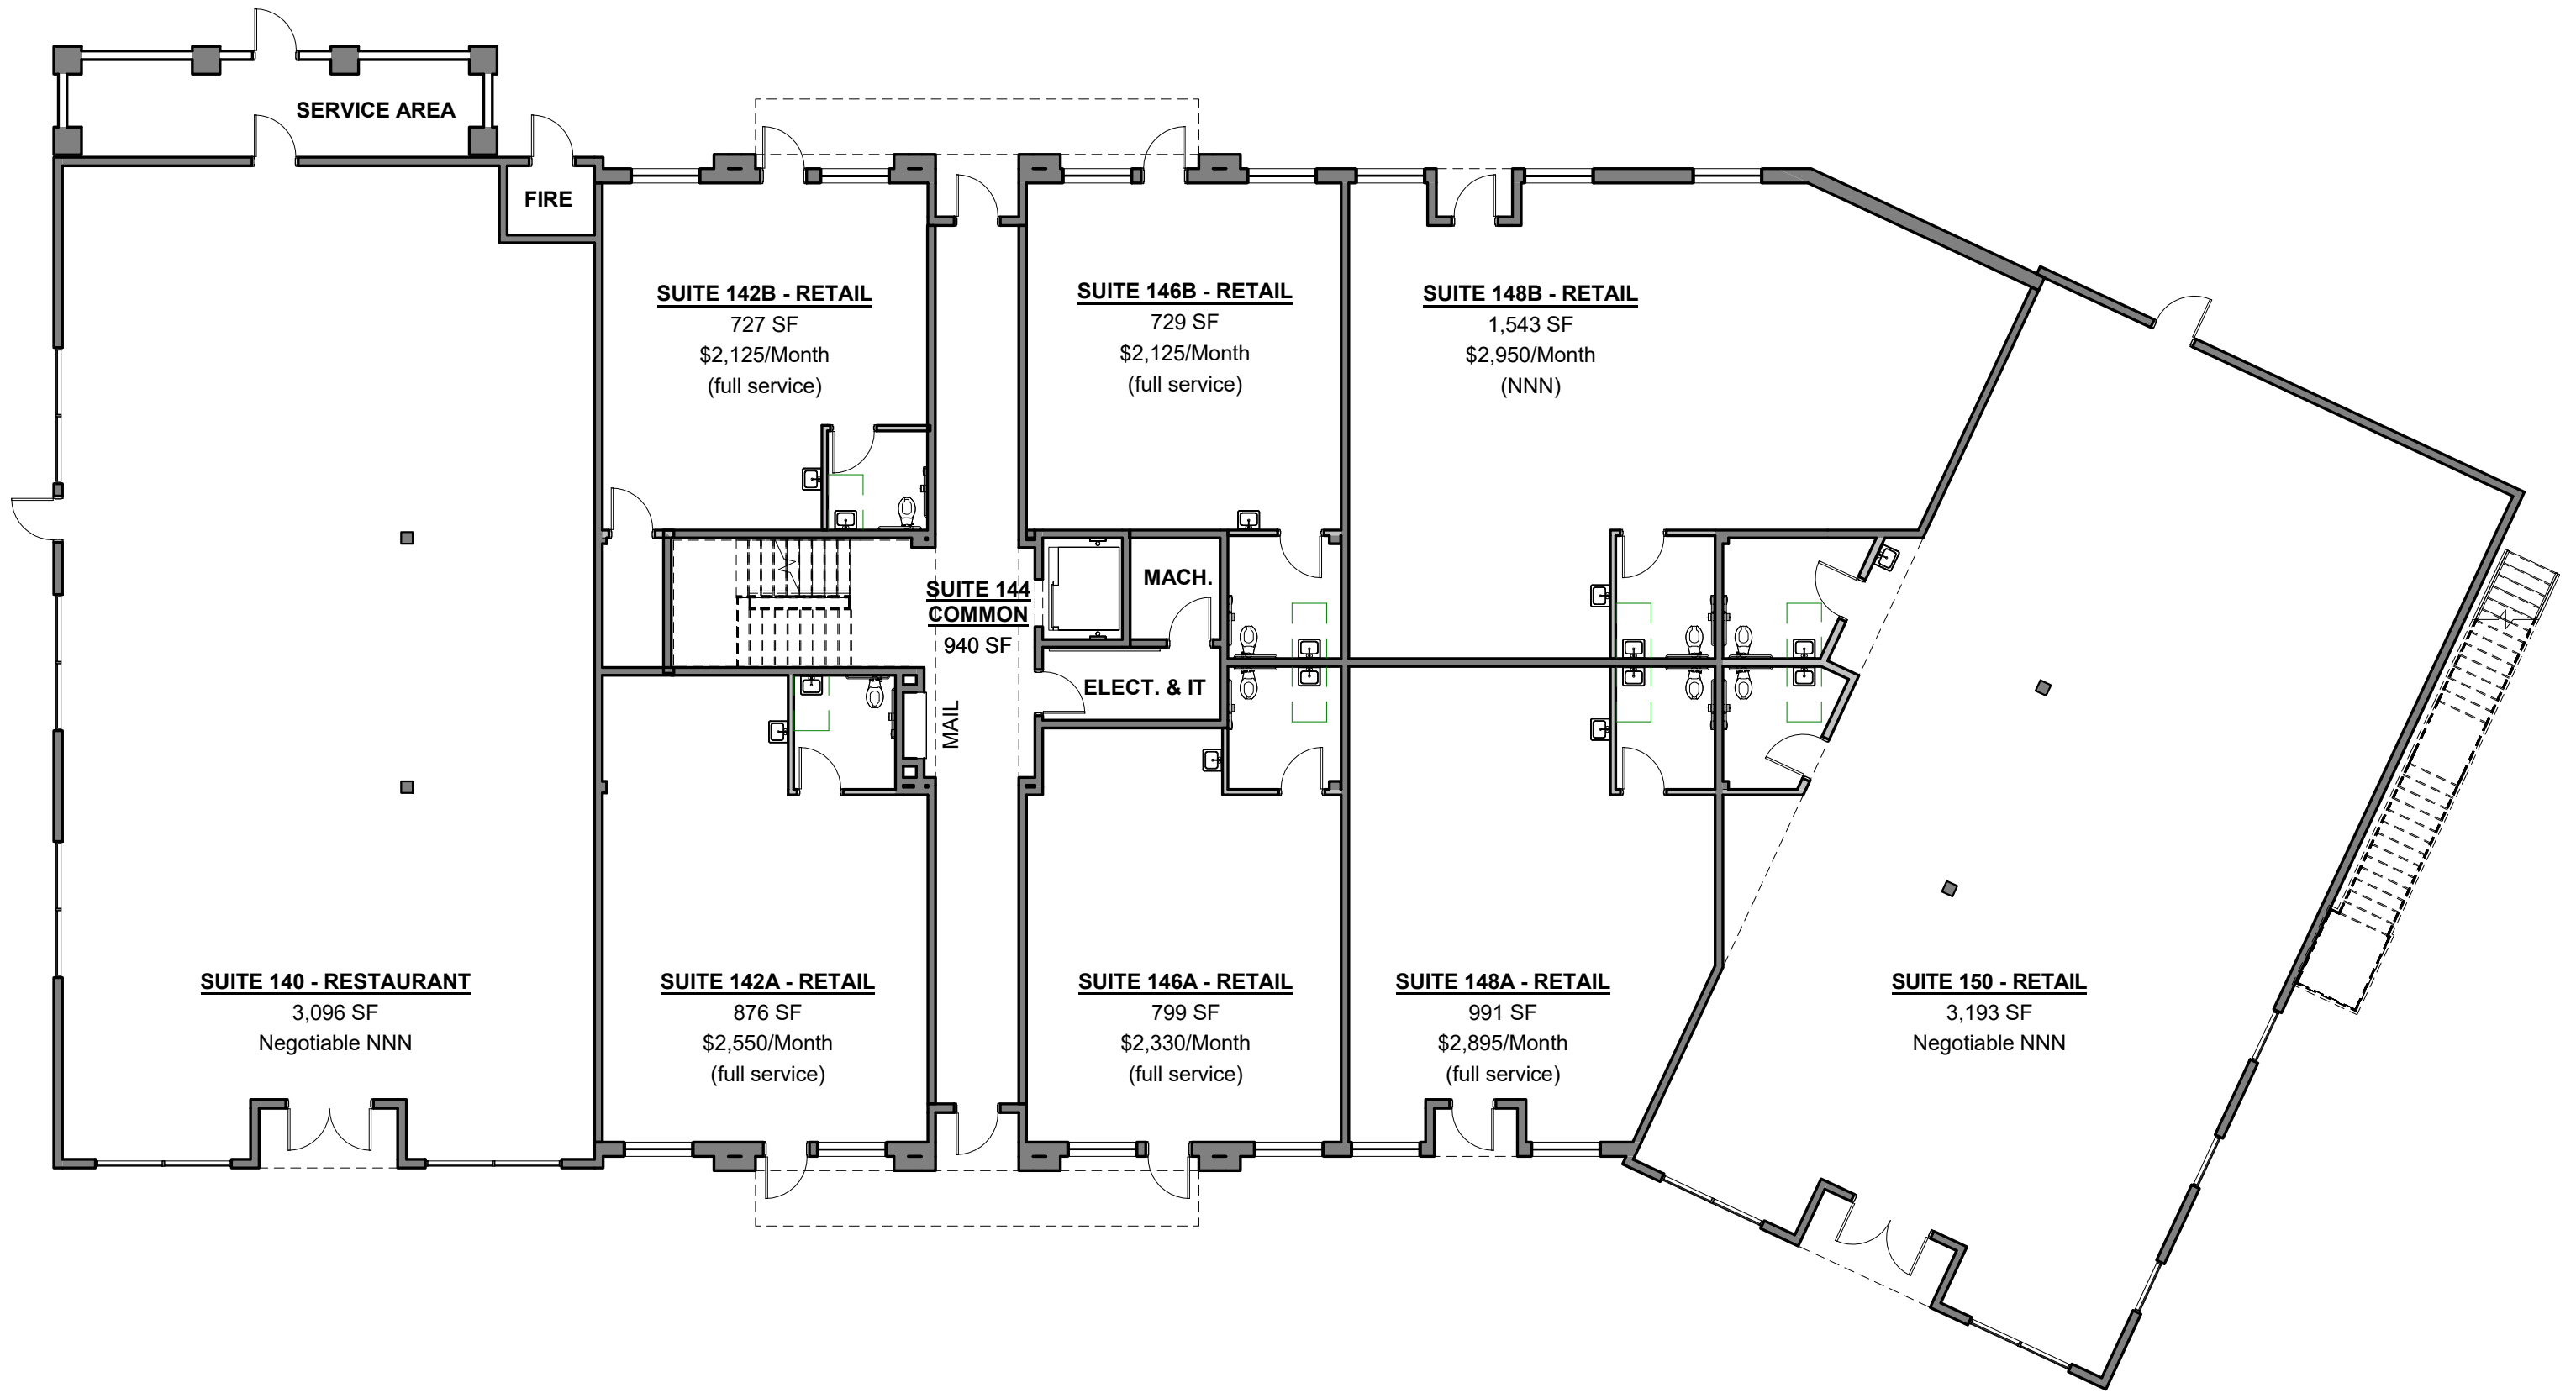 SERVICE AREA
FIRE
SUITE 142B - RETAIL
727 SF
$2,125/Month
(full service)
SUITE 146B - RETAIL
729 SF
$2,125/Month
(full service)
SUITE 148B - RETAIL
1,543 SF
$2,950/Month
(NNN)
SUITE 144
COMMON
940 SF
MACH.
ELECT. & IT
MAIL
SUITE 140 - RESTAURANT
3,096 SF
Negotiable NNN
SUITE 142A - RETAIL
876 SF
$2,550/Month
(full service)
SUITE 146A - RETAIL
799 SF
$2,330/Month
(full service)
SUITE 148A - RETAIL
991 SF
$2,895/Month
(full service)
SUITE 150 - RETAIL
3,193 SF
Negotiable NNN